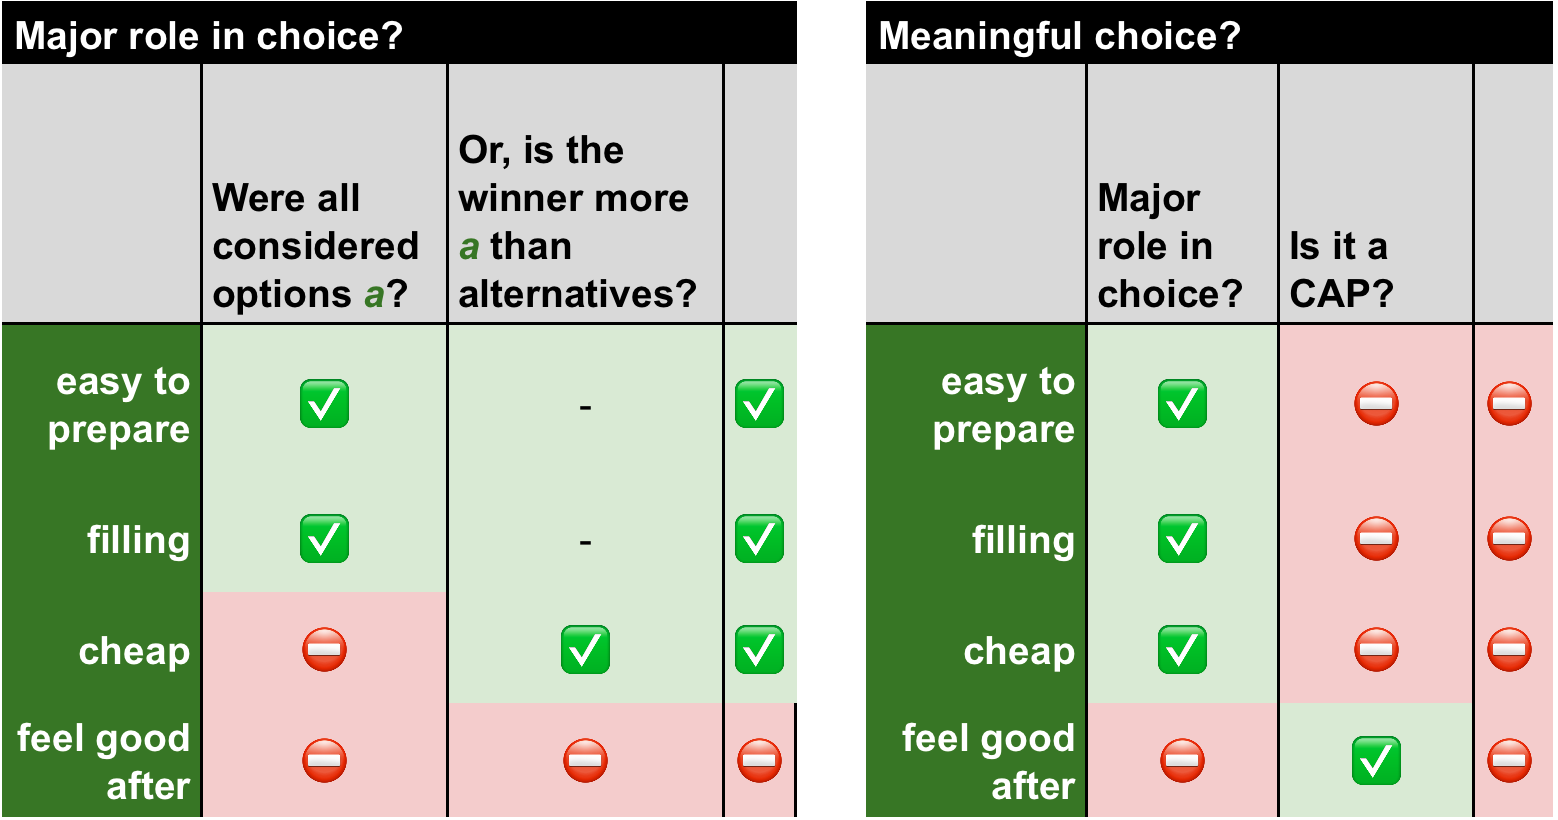 Major role in choice?
Were all
considered
options a?
Or, is the
winner more
a than
alternatives?
easy to
prepare
-
filling
-
cheap
feel good
after
Meaningful choice?
Major
role in
choice?
Is it a
CAP?
easy to
prepare
filling
cheap
feel good
after